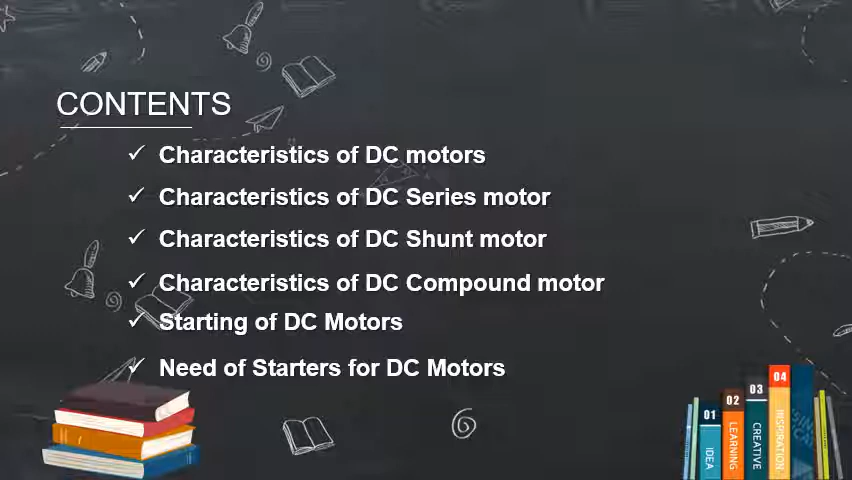 CONTENTS
✓ Characteristics of DC motors
✓ Characteristics of DC Series motor
✓ Characteristics of DC Shunt motor
✓ Characteristics of DC Compound motor
✓ Starting of DC Motors
✓ Need of Starters for DC Motors
01 IDEA
02 LEARNING
03 CREATIVE
04 INSPIRATION